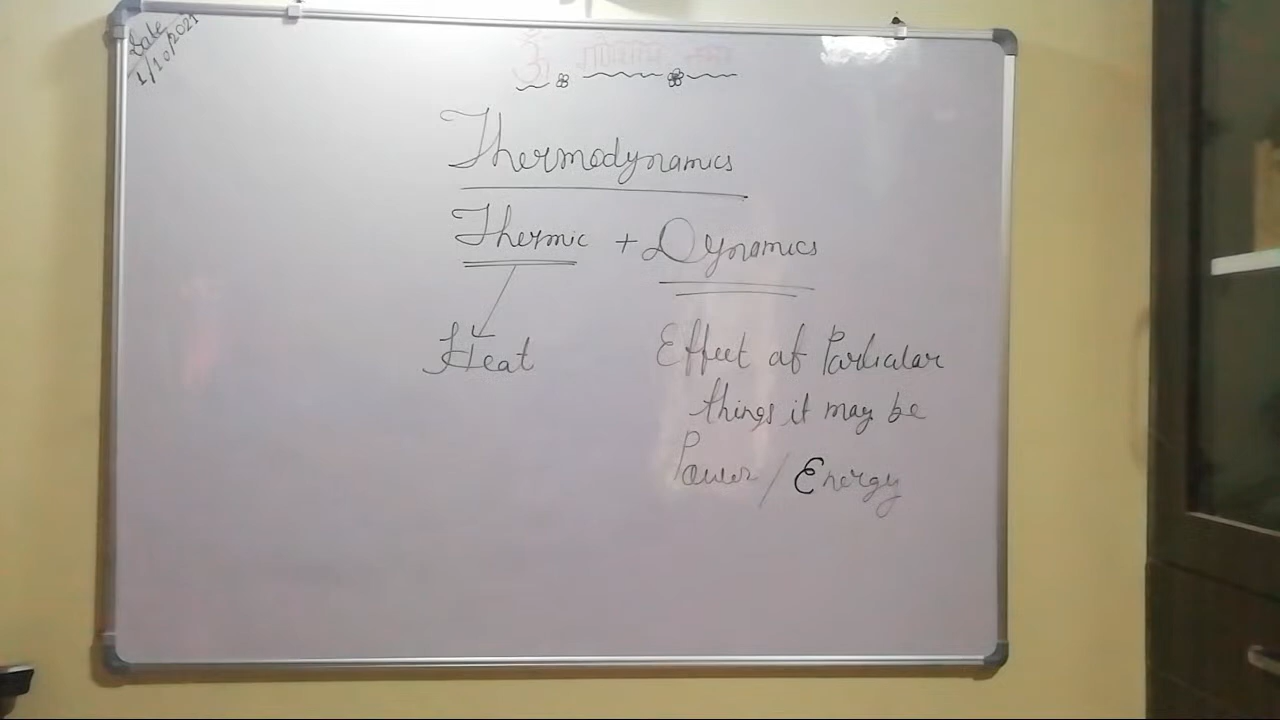 Date
1/10/2021
ॐ
Thermodynamics
Thermic + Dynamics
Heat
Effect of Particular
things it may be
Power / Energy